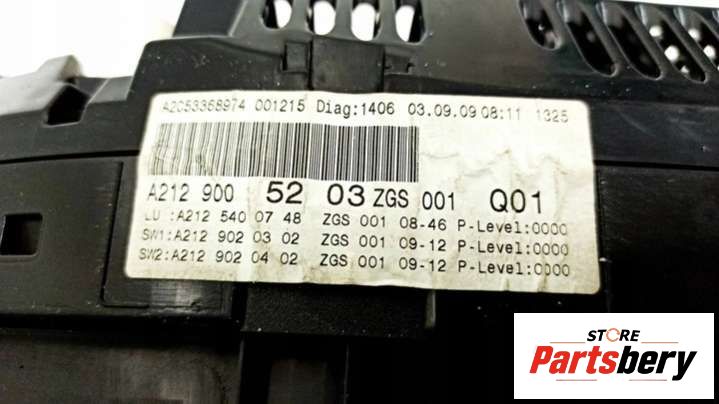 A2C53368974 001215 Diag:1406 03.09.09 08:11 1325
A212 900 52 03 ZGS 001 Q01
LU :A212 540 07 48 ZGS 001 08-46 P-Level:0000
SW1:A212 902 03 02 ZGS 001 09-12 P-Level:0000
SW2:A212 902 04 02 ZGS 001 09-12 P-Level:0000
STORE
Partsbery